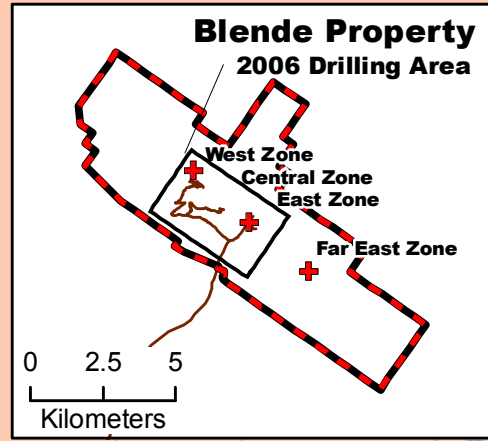 Blende Property
2006 Drilling Area
West Zone
Central Zone
East Zone
Far East Zone
0 2.5 5
Kilometers